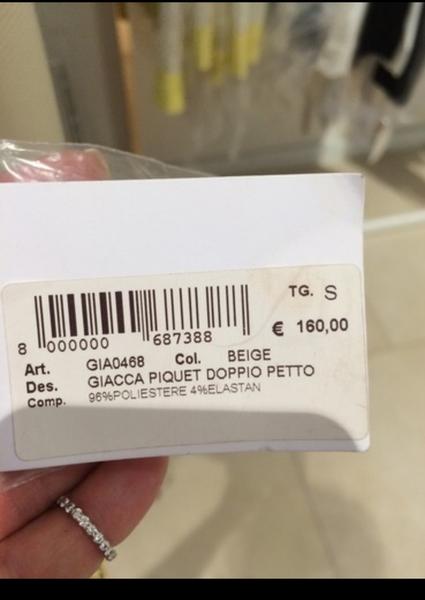 TG. S
8 000000 687388
€ 160,00
Art. GIA0468 Col. BEIGE
Des. GIACCA PIQUET DOPPIO PETTO
Comp. 96%POLIESTERE 4%ELASTAN